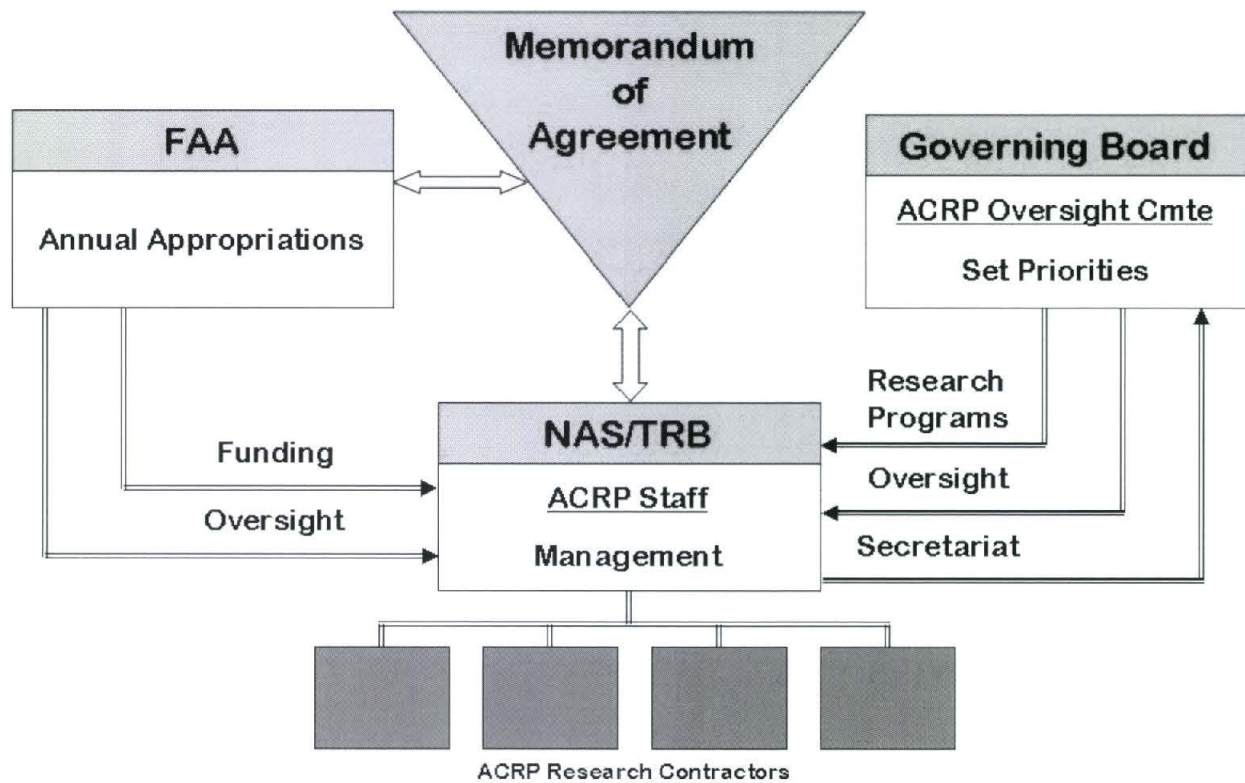 Memorandum
of
Agreement
FAA
Annual Appropriations
Governing Board
ACRP Oversight Cmte
Set Priorities
Funding
Oversight
NAS/TRB
ACRP Staff
Management
Research
Programs
Oversight
Secretariat
ACRP Research Contractors